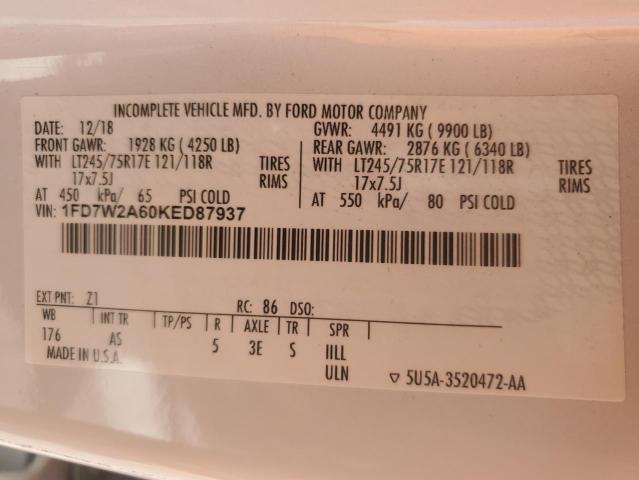 INCOMPLETE VEHICLE MFD. BY FORD MOTOR COMPANY
DATE: 12/18 GVWR: 4491 KG ( 9900 LB)
FRONT GAWR: 1928 KG ( 4250 LB) REAR GAWR: 2876 KG ( 6340 LB)
WITH LT245/75R17E 121/118R TIRES WITH LT245/75R17E 121/118R TIRES
17x7.5J RIMS 17x7.5J RIMS
AT 450 kPa/ 65 PSI COLD AT 550 kPa/ 80 PSI COLD
VIN: 1FD7W2A60KED87937
EXT PNT: Z1 RC: 86 DSO:
WB INT TR TP/PS R AXLE TR SPR
176 AS 5 3E S IILL
MADE IN U.S.A. ULN ▽ 5U5A-3520472-AA